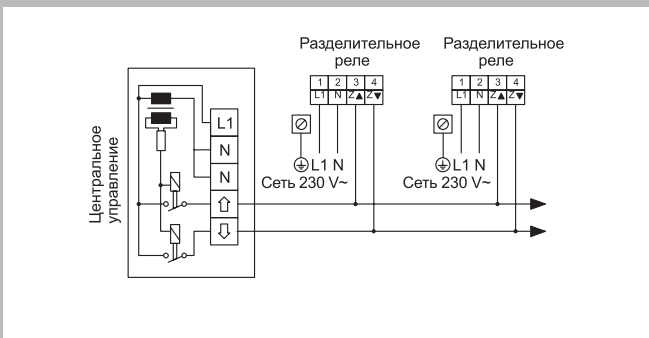 Разделительное
реле
Разделительное
реле
1 2 3 4
L1 N Z▲ Z▼
1 2 3 4
L1 N Z▲ Z▼
L1
N
N
Центральное
управление
L1 N
Сеть 230 V~
L1 N
Сеть 230 V~